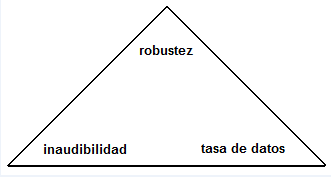 robustez
inaudibilidad
tasa de datos